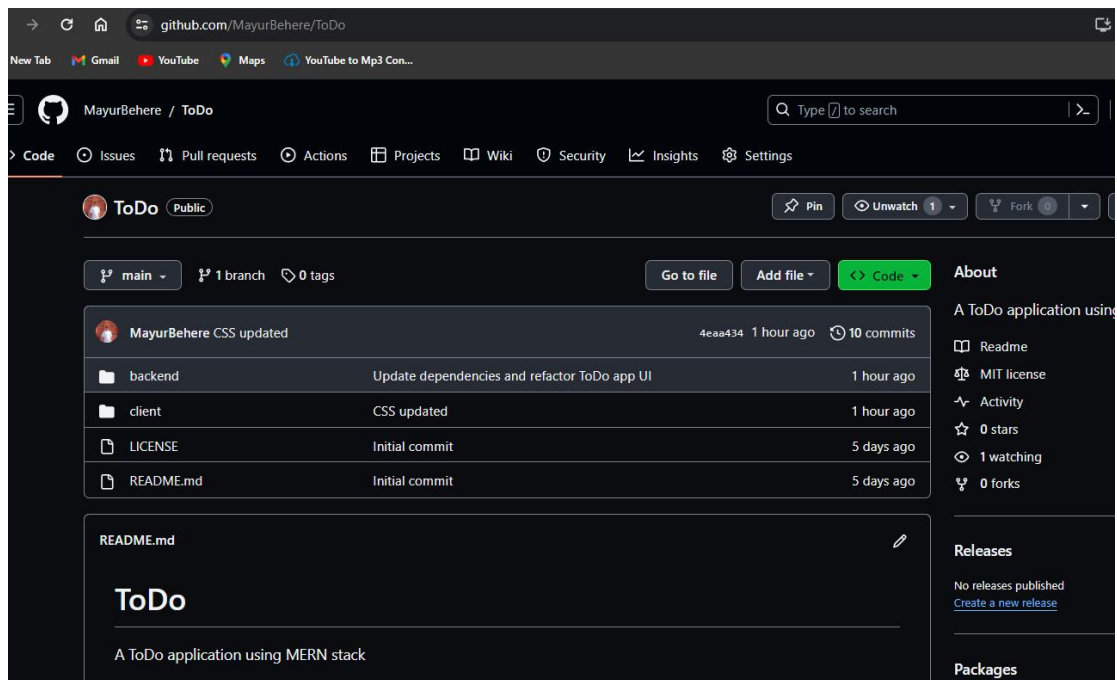 github.com/MayurBehere/ToDo
New Tab Gmail YouTube Maps YouTube to Mp3 Con...
MayurBehere / ToDo Type / to search
Code Issues Pull requests Actions Projects Wiki Security Insights Settings
ToDo Public Pin Unwatch 1 Fork 0
main 1 branch 0 tags Go to file Add file <> Code
About
A ToDo application using
MayurBehere CSS updated 4eaa434 1 hour ago 10 commits
Readme
backend Update dependencies and refactor ToDo app UI 1 hour ago
MIT license
Activity
client CSS updated 1 hour ago
0 stars
LICENSE Initial commit 5 days ago
1 watching
README.md Initial commit 5 days ago
0 forks
README.md
Releases
No releases published
Create a new release
ToDo
A ToDo application using MERN stack
Packages